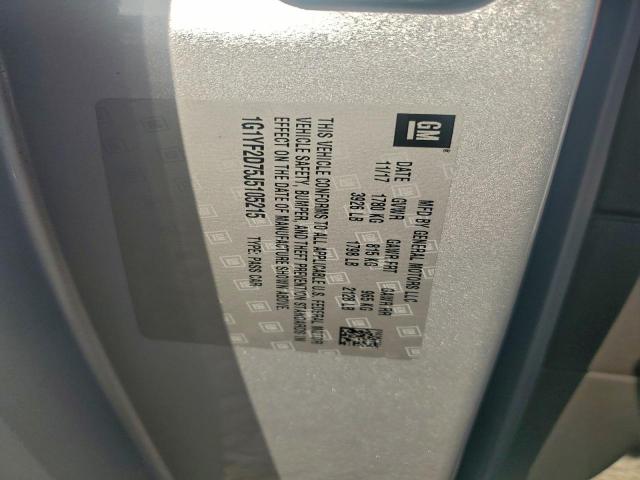 GM
MFD BY GENERAL MOTORS LLC
DATE GVWR GAWR FRT GAWR RR
11/17 1780 KG 815 KG 965 KG
3926 LB 1798 LB 2128 LB
THIS VEHICLE CONFORMS TO ALL APPLICABLE U.S. FEDERAL MOTOR
VEHICLE SAFETY, BUMPER, AND THEFT PREVENTION STANDARDS IN
EFFECT ON THE DATE OF MANUFACTURE SHOWN ABOVE.
1G1YF2D75J5105215 TYPE: PASS CAR